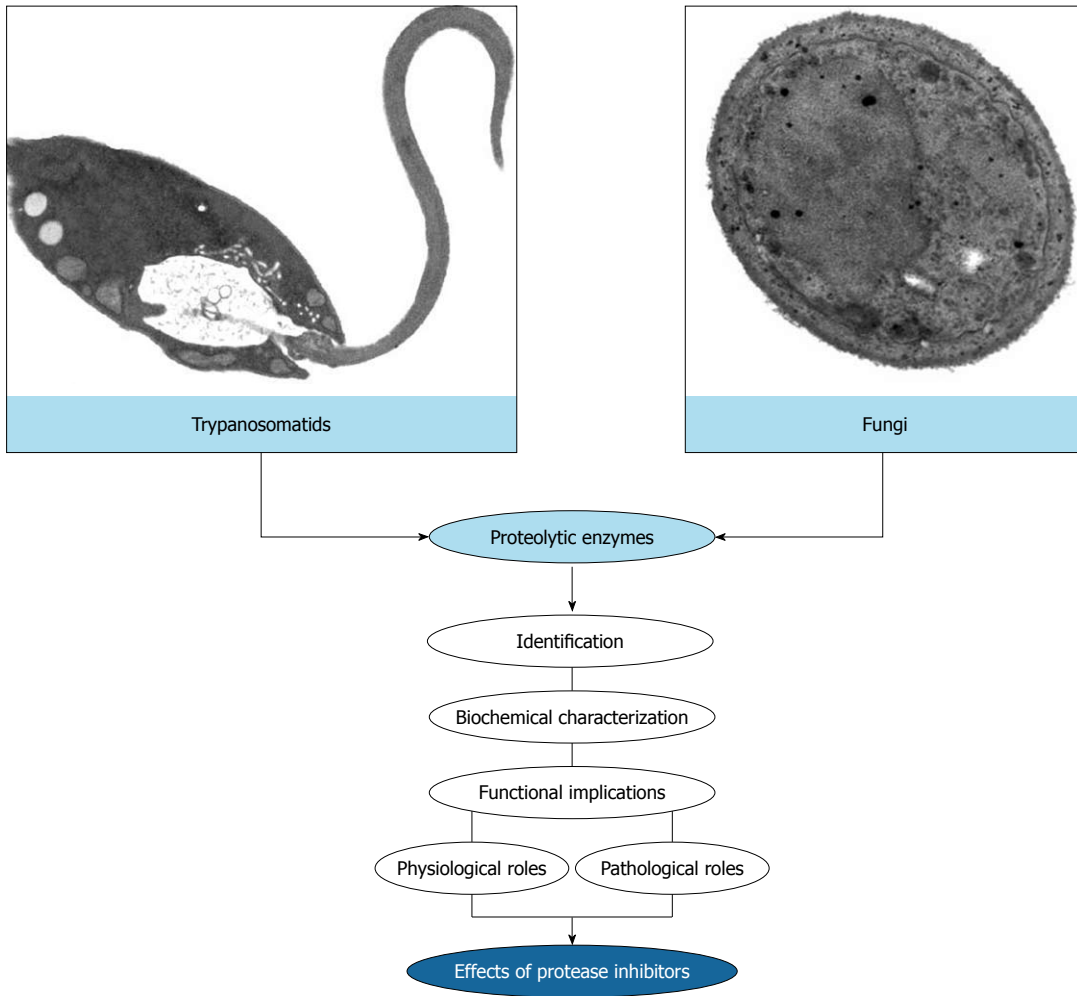 Trypanosomatids
Fungi
Proteolytic enzymes
Identification
Biochemical characterization
Functional implications
Physiological roles
Pathological roles
Effects of protease inhibitors